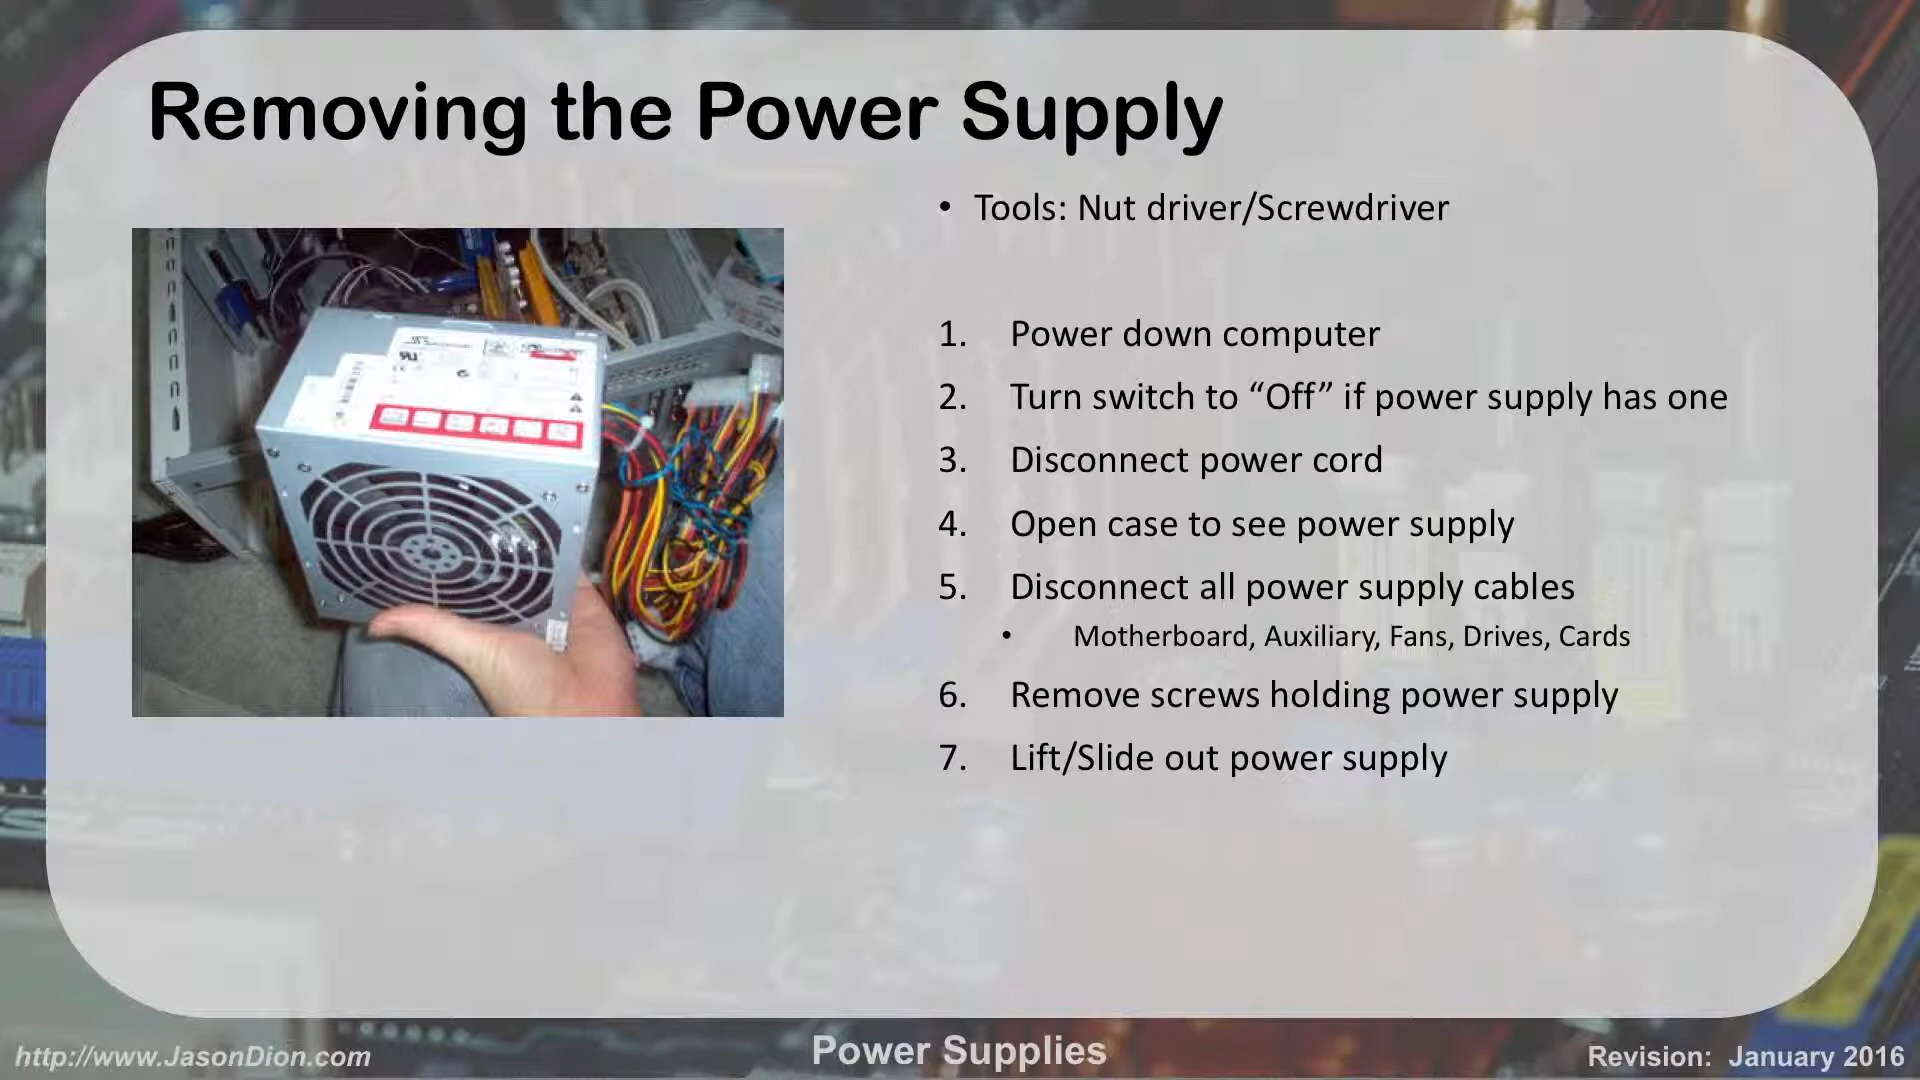 Removing the Power Supply
• Tools: Nut driver/Screwdriver
1. Power down computer
2. Turn switch to “Off” if power supply has one
3. Disconnect power cord
4. Open case to see power supply
5. Disconnect all power supply cables
• Motherboard, Auxiliary, Fans, Drives, Cards
6. Remove screws holding power supply
7. Lift/Slide out power supply
http://www.JasonDion.com
Power Supplies
Revision: January 2016